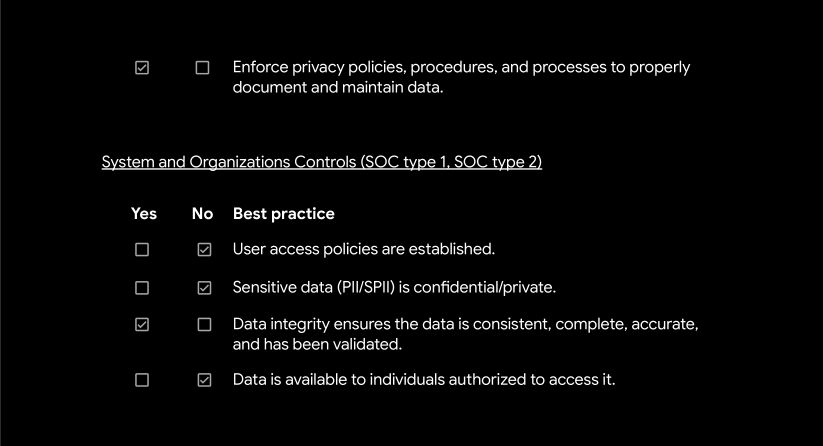 Enforce privacy policies, procedures, and processes to properly
document and maintain data.
System and Organizations Controls (SOC type 1, SOC type 2)
Yes No Best practice
User access policies are established.
Sensitive data (PII/SPII) is confidential/private.
Data integrity ensures the data is consistent, complete, accurate,
and has been validated.
Data is available to individuals authorized to access it.